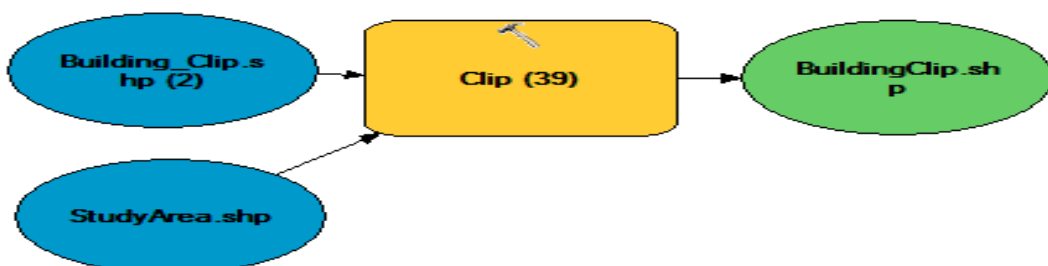 Building_Clip.s
hp (2)
Clip (39)
BuildingClip.sh
p
StudyArea.shp